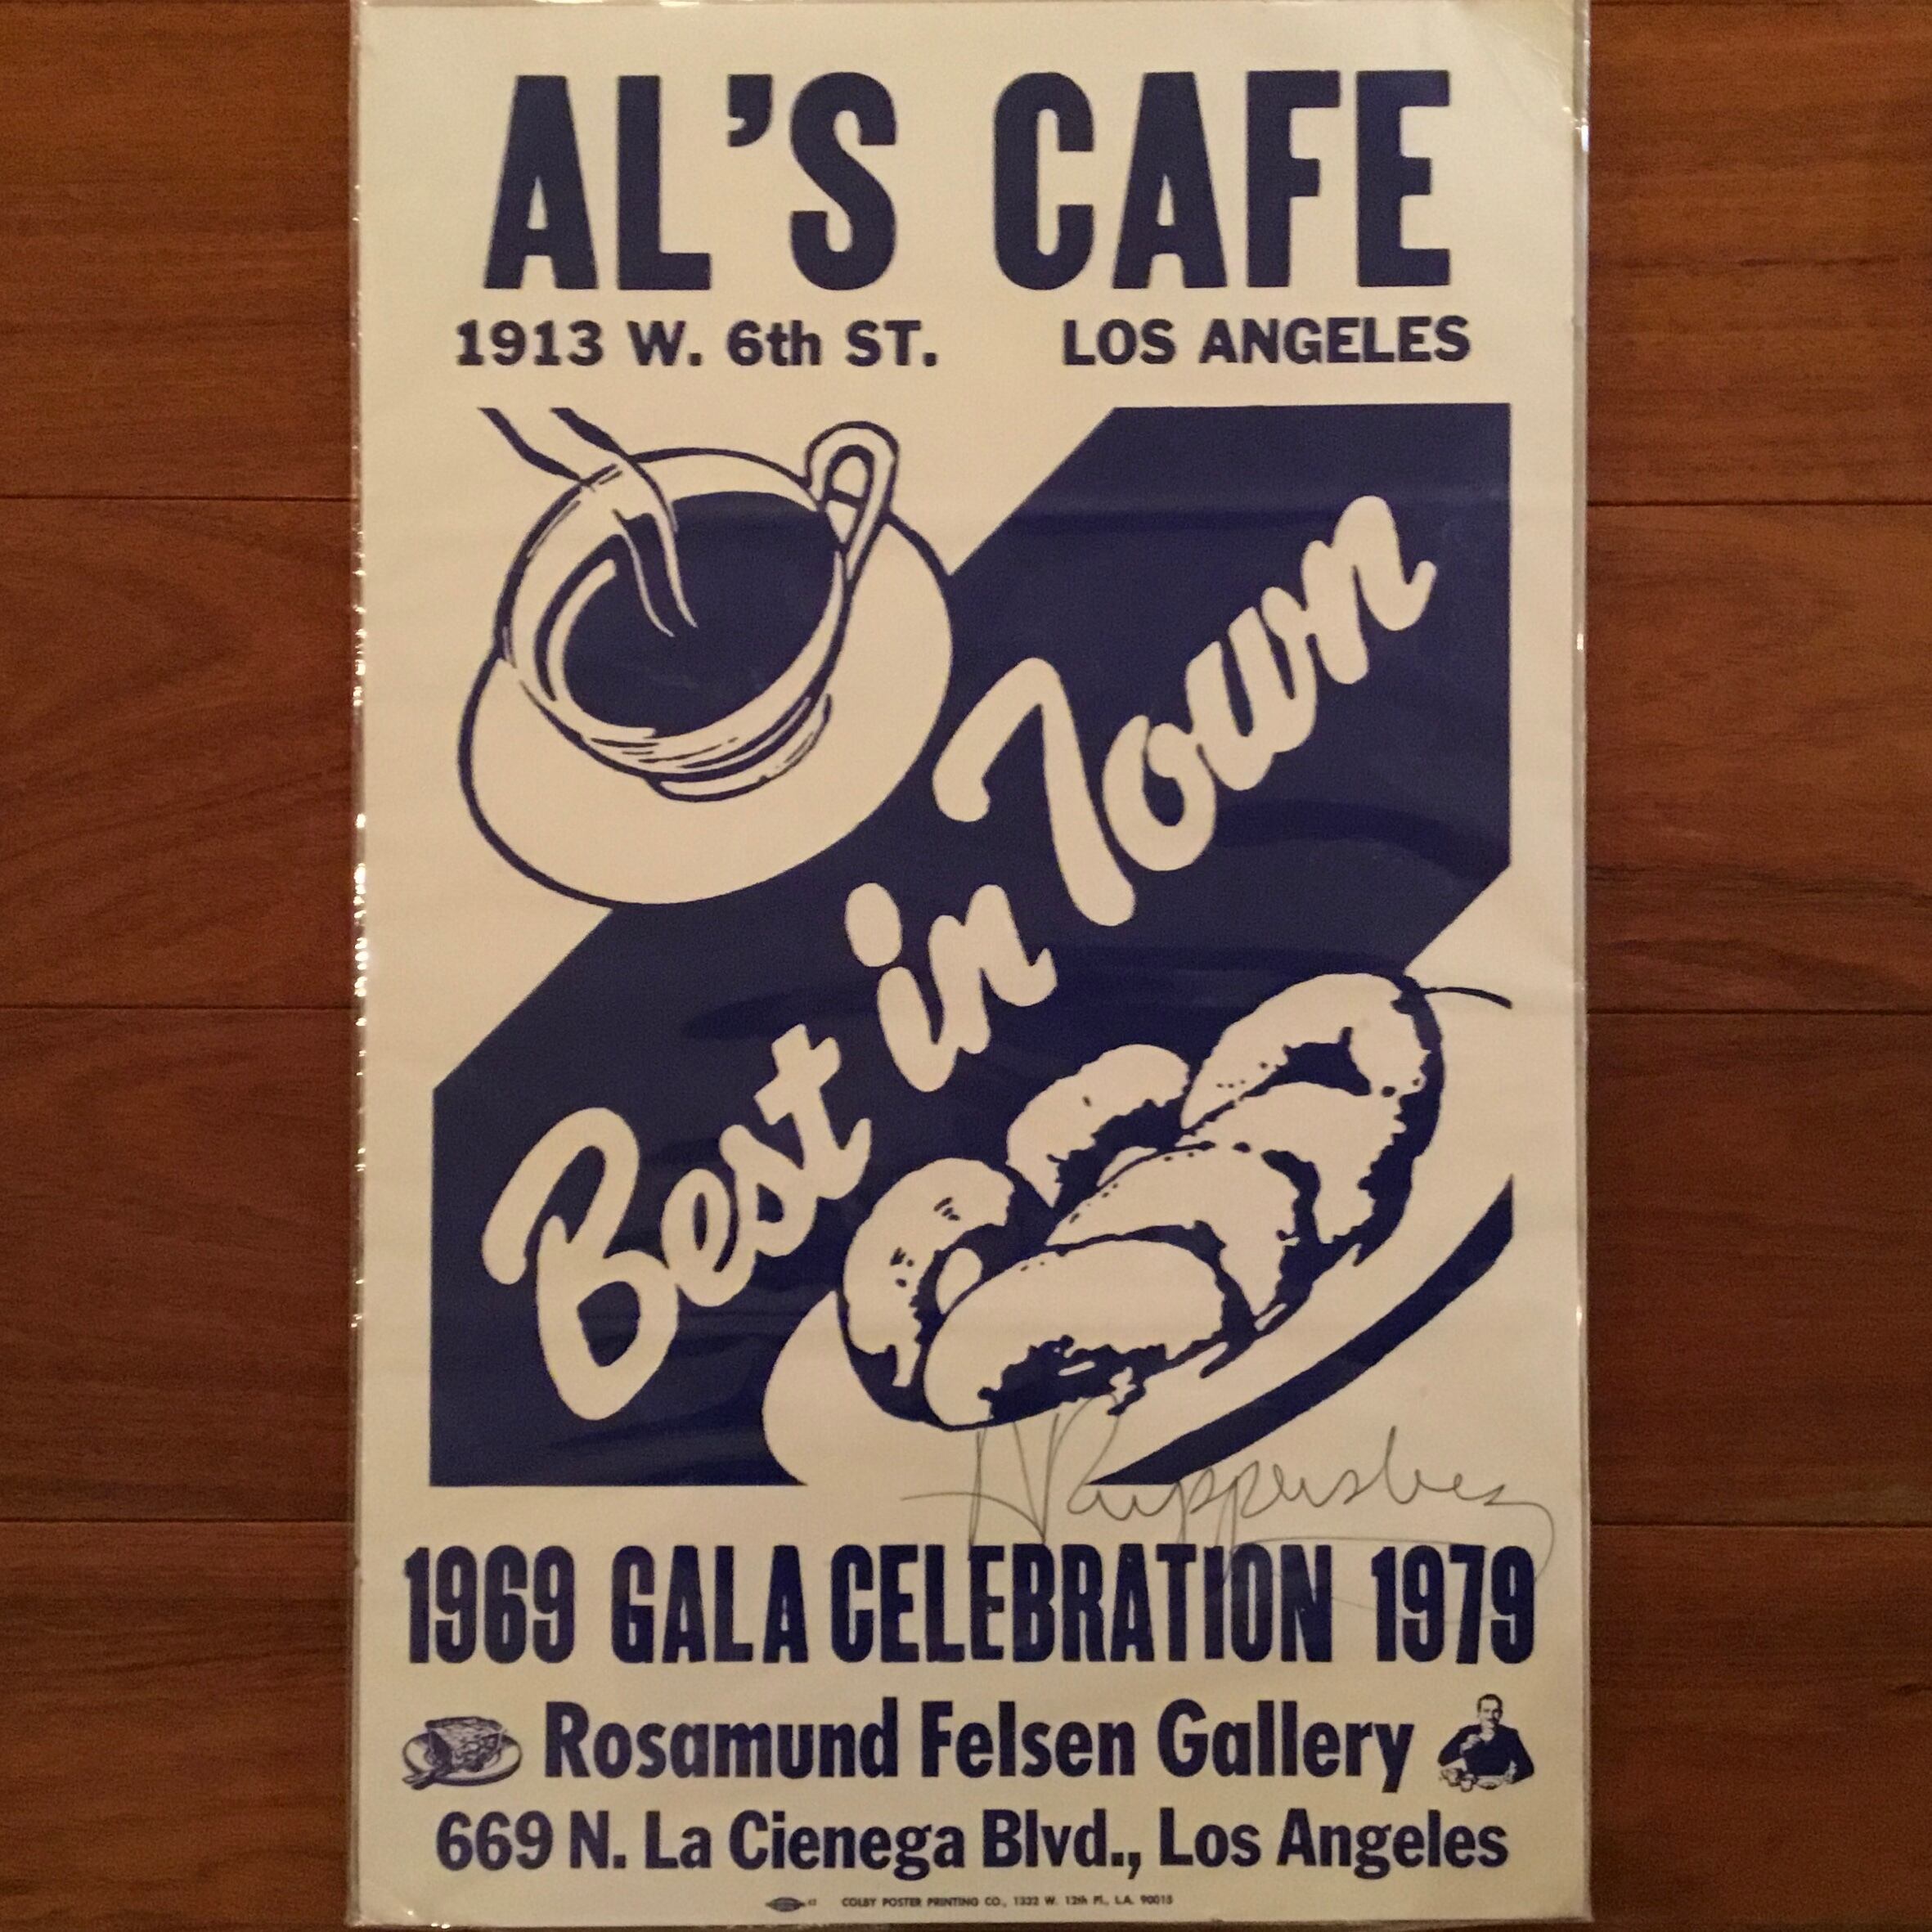 AL'S CAFE
1913 W. 6th ST. LOS ANGELES
Best in Town
A Ruppersberg
1969 GALA CELEBRATION 1979
Rosamund Felsen Gallery
669 N. La Cienega Blvd., Los Angeles
COLBY POSTER PRINTING CO., 1332 W. 12th Pl., L.A. 90015